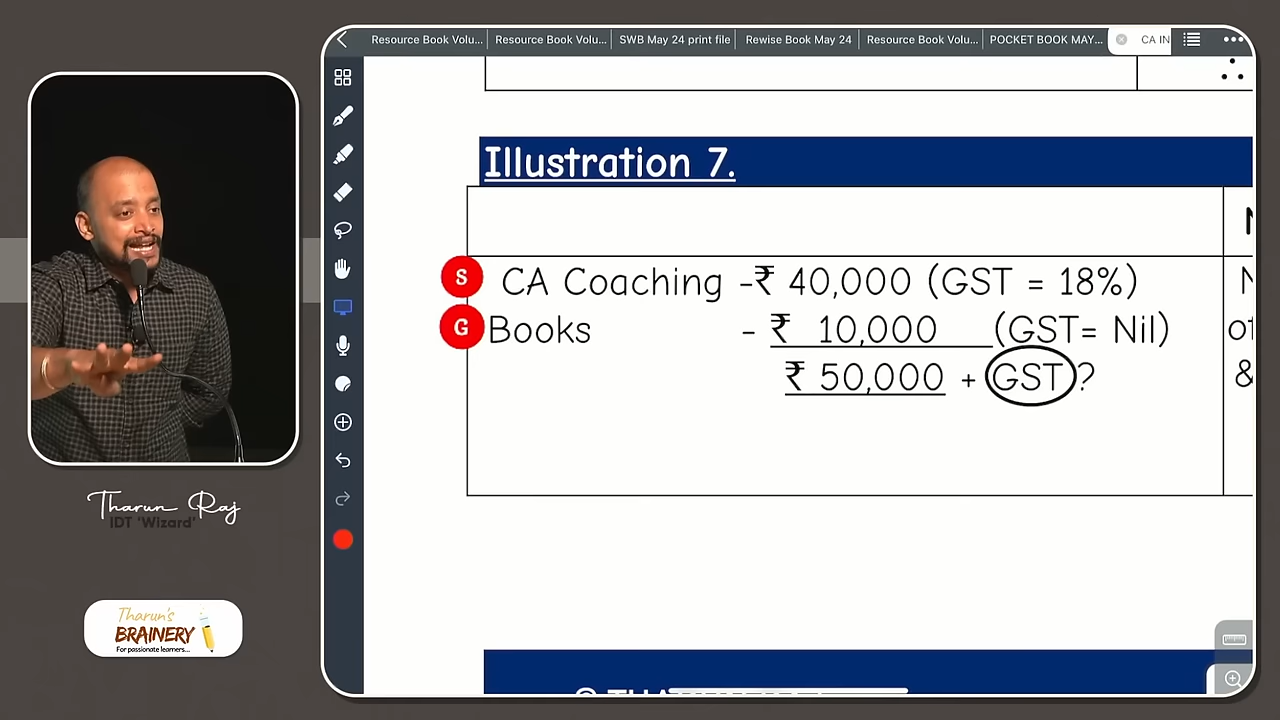 Resource Book Volu...
Resource Book Volu...
SWB May 24 print file
Rewise Book May 24
Resource Book Volu...
POCKET BOOK MAY...
CA IN
Illustration 7.
S CA Coaching -₹ 40,000 (GST = 18%)
G Books - ₹ 10,000 (GST= Nil)
₹ 50,000 + GST ?
&
Tharun Raj
IDT 'Wizard'
Tharun's
BRAINERY
For passionate learners...